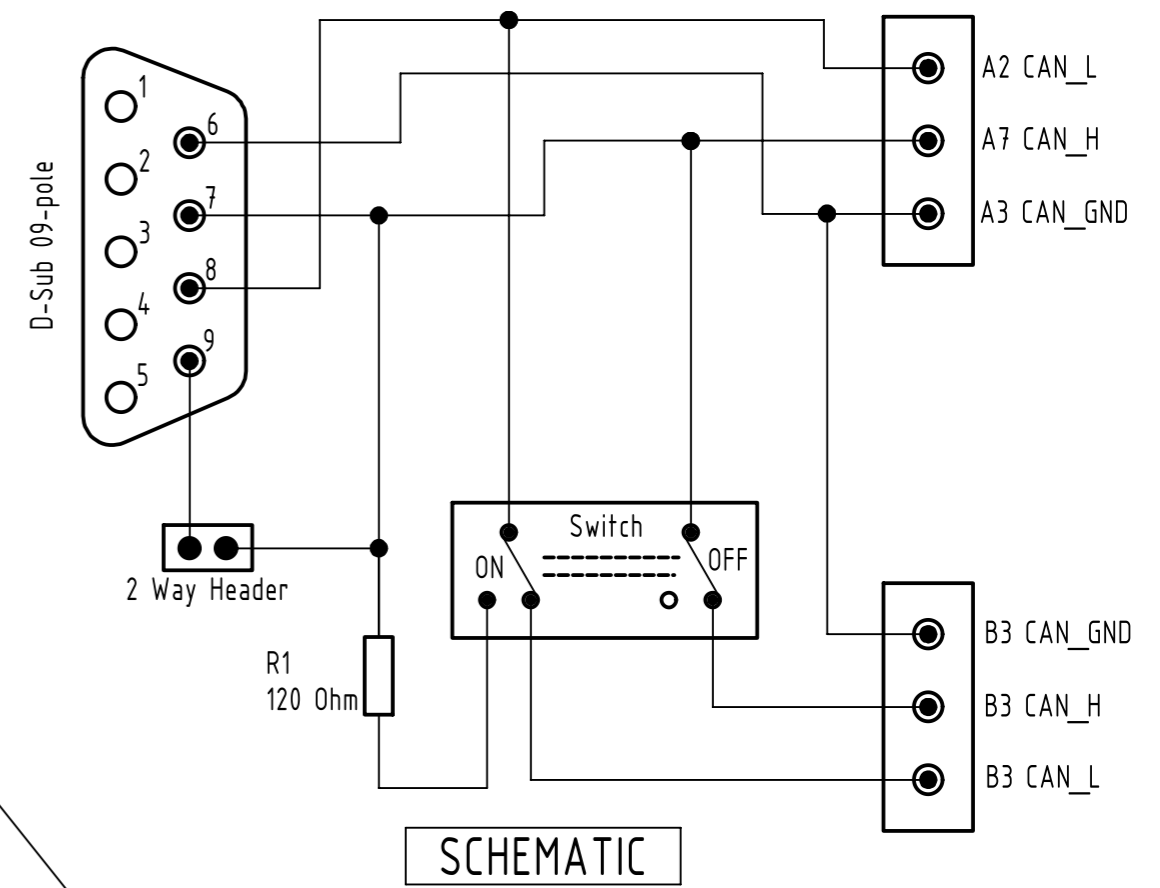 D-Sub 09-pole
1
6
2
7
3
8
4
9
5
A2 CAN_L
A7 CAN_H
A3 CAN_GND
2 Way Header
Switch
ON
OFF
R1
120 Ohm
B3 CAN_GND
B3 CAN_H
B3 CAN_L
SCHEMATIC